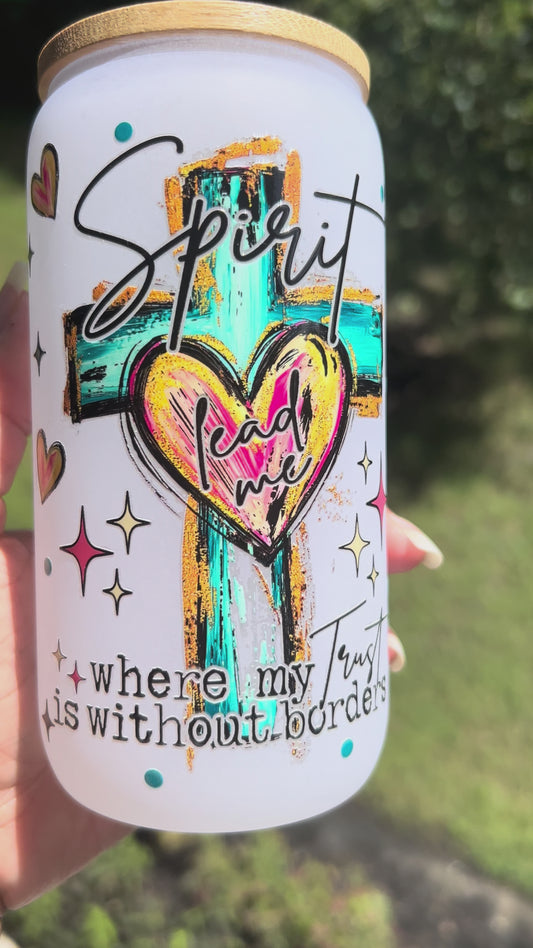 Spirit
lead
me
where my Trust
is without borders